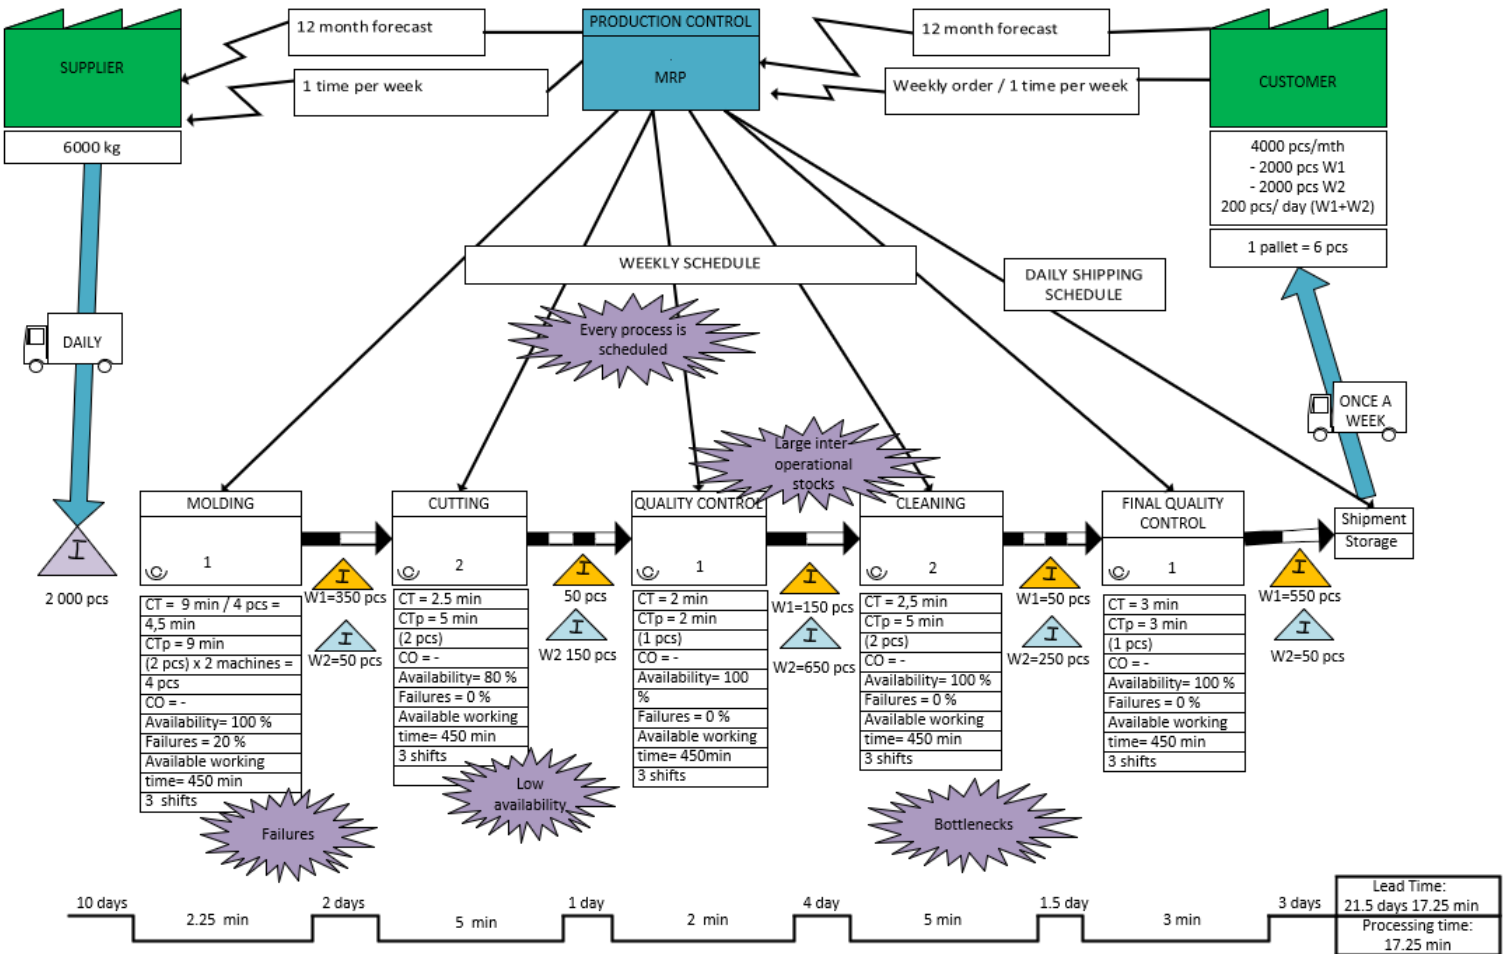 SUPPLIER
6000 kg
DAILY
2 000 pcs
12 month forecast
1 time per week
PRODUCTION CONTROL
MRP
12 month forecast
Weekly order / 1 time per week
CUSTOMER
4000 pcs/mth
- 2000 pcs W1
- 2000 pcs W2
200 pcs/ day (W1+W2)
1 pallet = 6 pcs
ONCE A
WEEK
WEEKLY SCHEDULE
DAILY SHIPPING
SCHEDULE
Every process is
scheduled
Large inter-
operational
stocks
I
MOLDING
1
CT = 9 min / 4 pcs =
4,5 min
CTp = 9 min
(2 pcs) x 2 machines =
4 pcs
CO = -
Availability= 100 %
Failures = 20 %
Available working
time= 450 min
3 shifts
Failures
I
W1=350 pcs
I
W2=50 pcs
CUTTING
2
CT = 2.5 min
CTp = 5 min
(2 pcs)
CO = -
Availability= 80 %
Failures = 0 %
Available working
time= 450 min
3 shifts
Low
availability
I
50 pcs
I
W2 150 pcs
QUALITY CONTROL
1
CT = 2 min
CTp = 2 min
(1 pcs)
CO = -
Availability= 100
%
Failures = 0 %
Available working
time= 450min
3 shifts
I
W1=150 pcs
I
W2=650 pcs
CLEANING
2
CT = 2,5 min
CTp = 5 min
(2 pcs)
CO = -
Availability= 100 %
Failures = 0 %
Available working
time= 450 min
3 shifts
Bottlenecks
I
W1=50 pcs
I
W2=250 pcs
FINAL QUALITY
CONTROL
1
CT = 3 min
CTp = 3 min
(1 pcs)
CO = -
Availability= 100 %
Failures = 0 %
Available working
time= 450 min
3 shifts
I
W1=550 pcs
I
W2=50 pcs
Shipment
Storage
10 days
2.25 min
2 days
5 min
1 day
2 min
4 day
5 min
1.5 day
3 min
3 days
Lead Time:
21.5 days 17.25 min
Processing time:
17.25 min